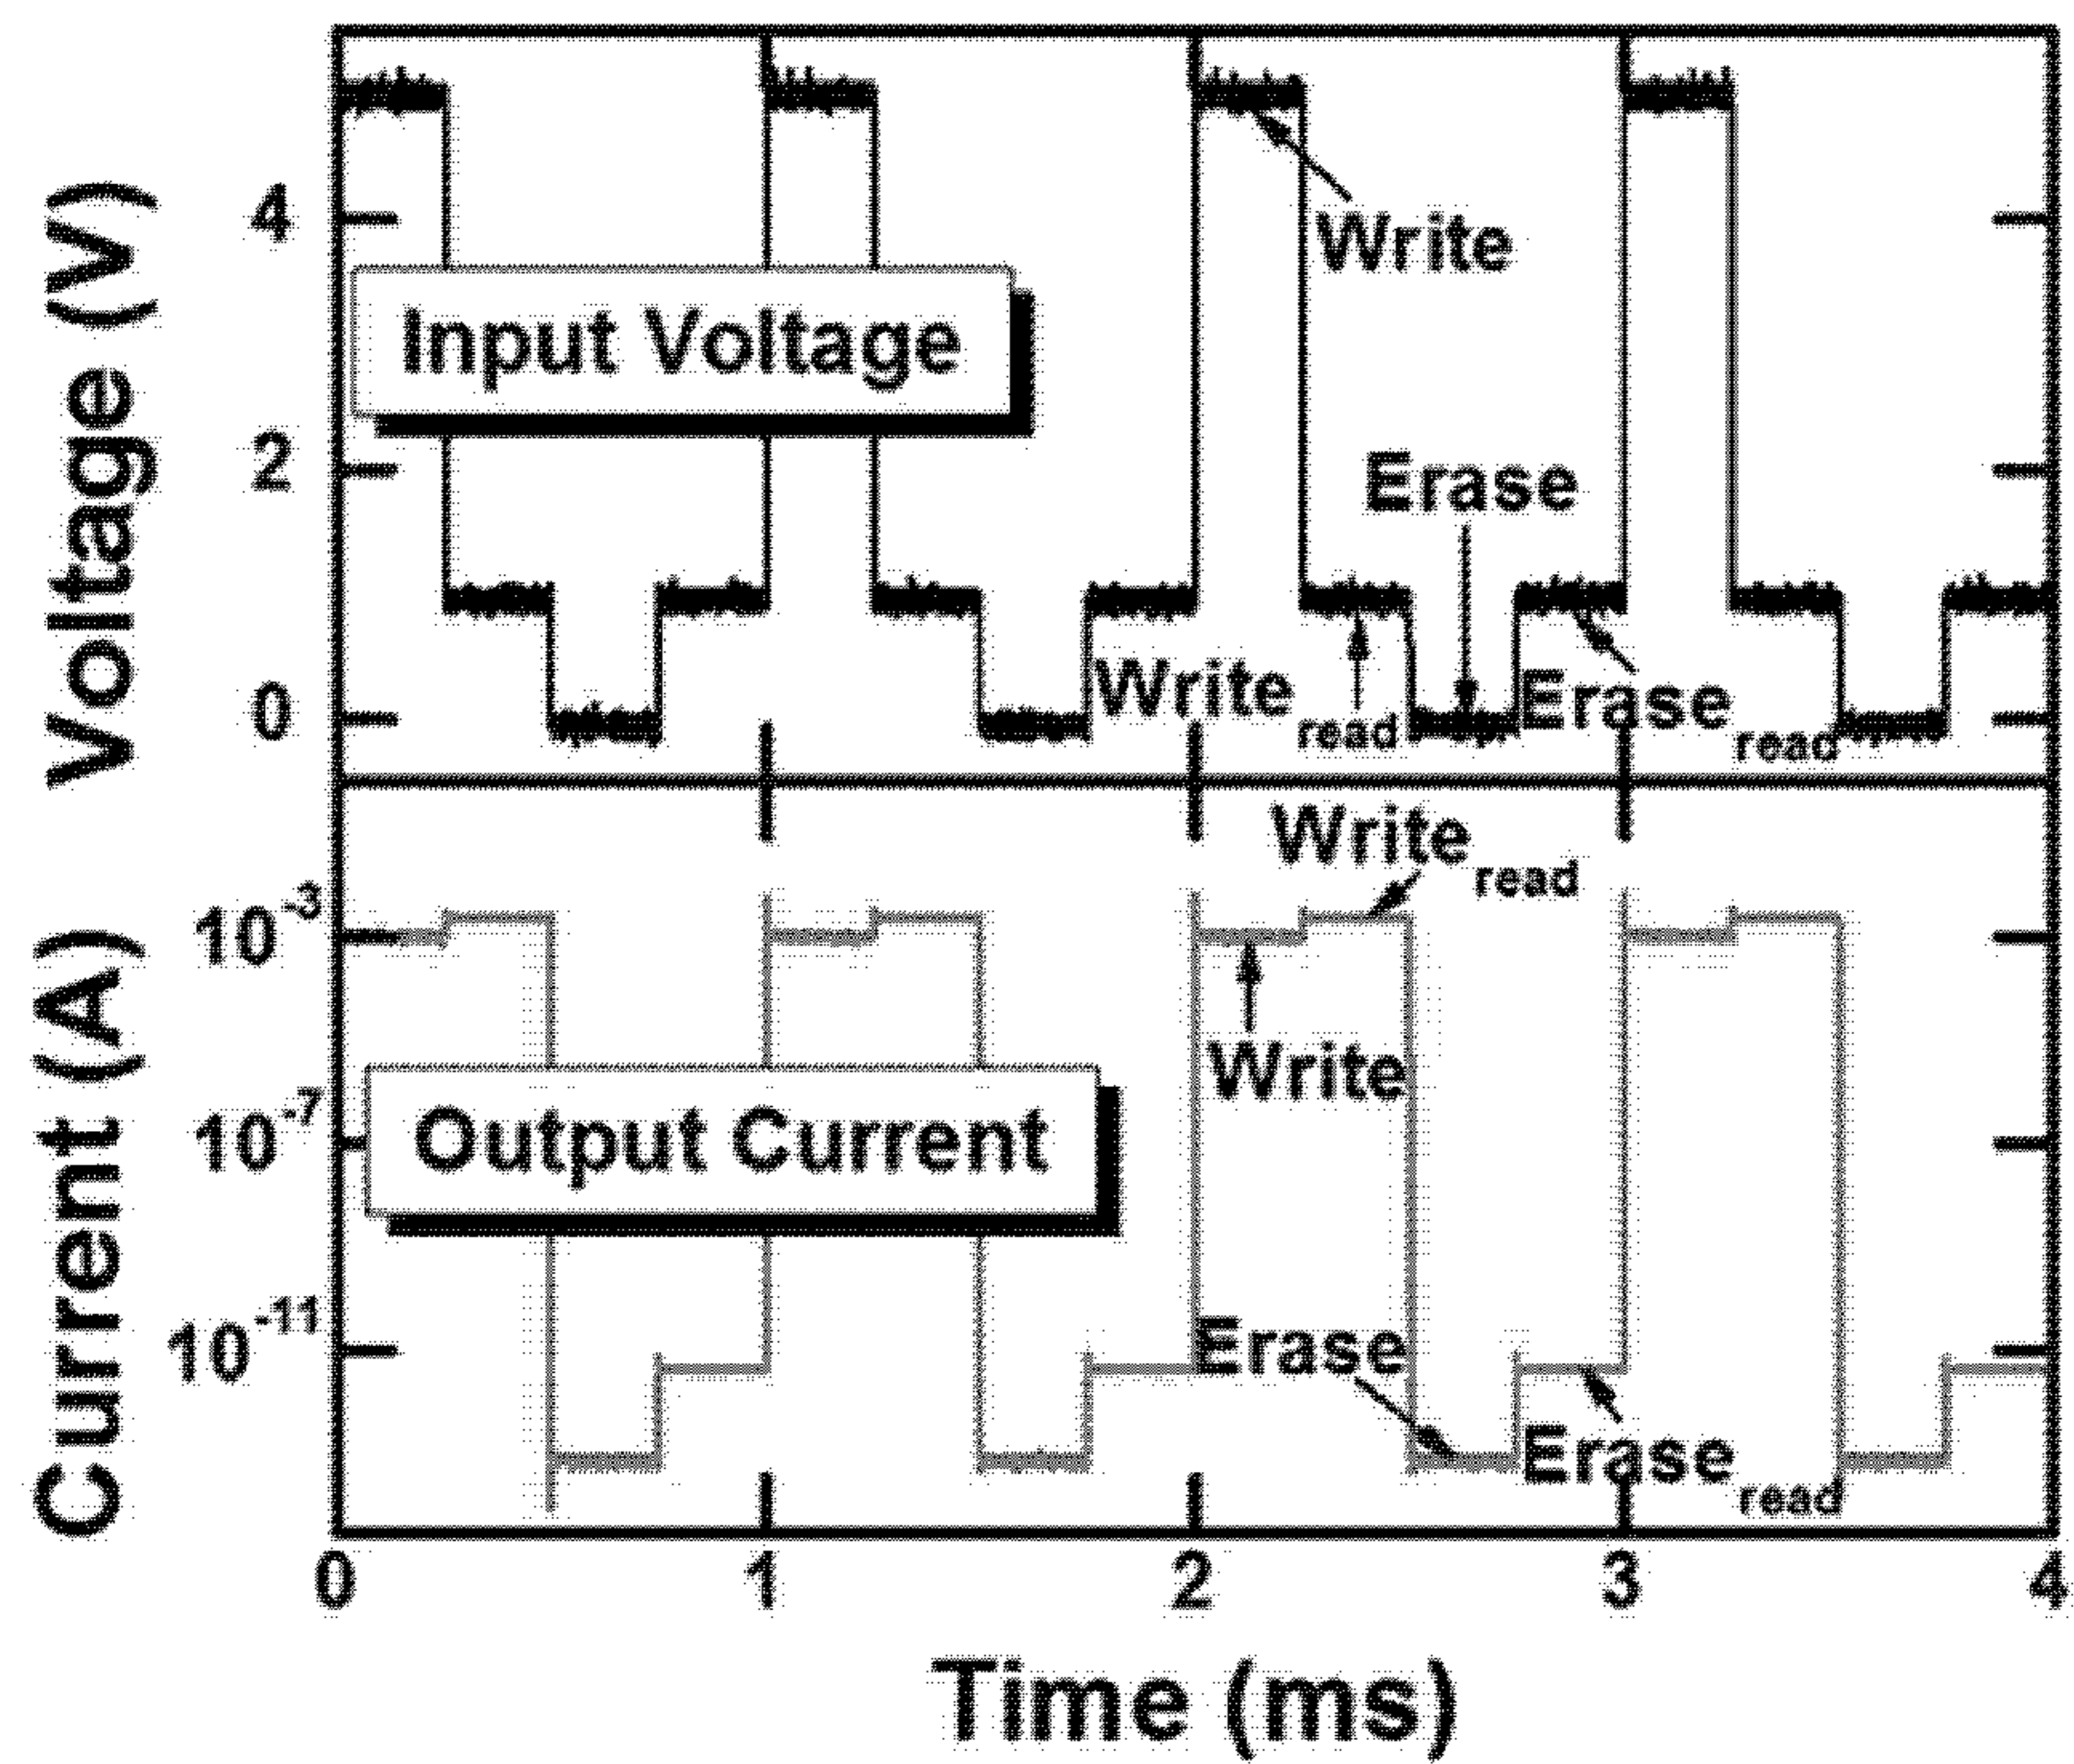 Voltage (V)
4
2
0
Input Voltage
Write
Erase
Write read
Erase read
Current (A)
10-3
10-7
10-11
Output Current
Write read
Write
Erase
Erase read
0 1 2 3 4
Time (ms)